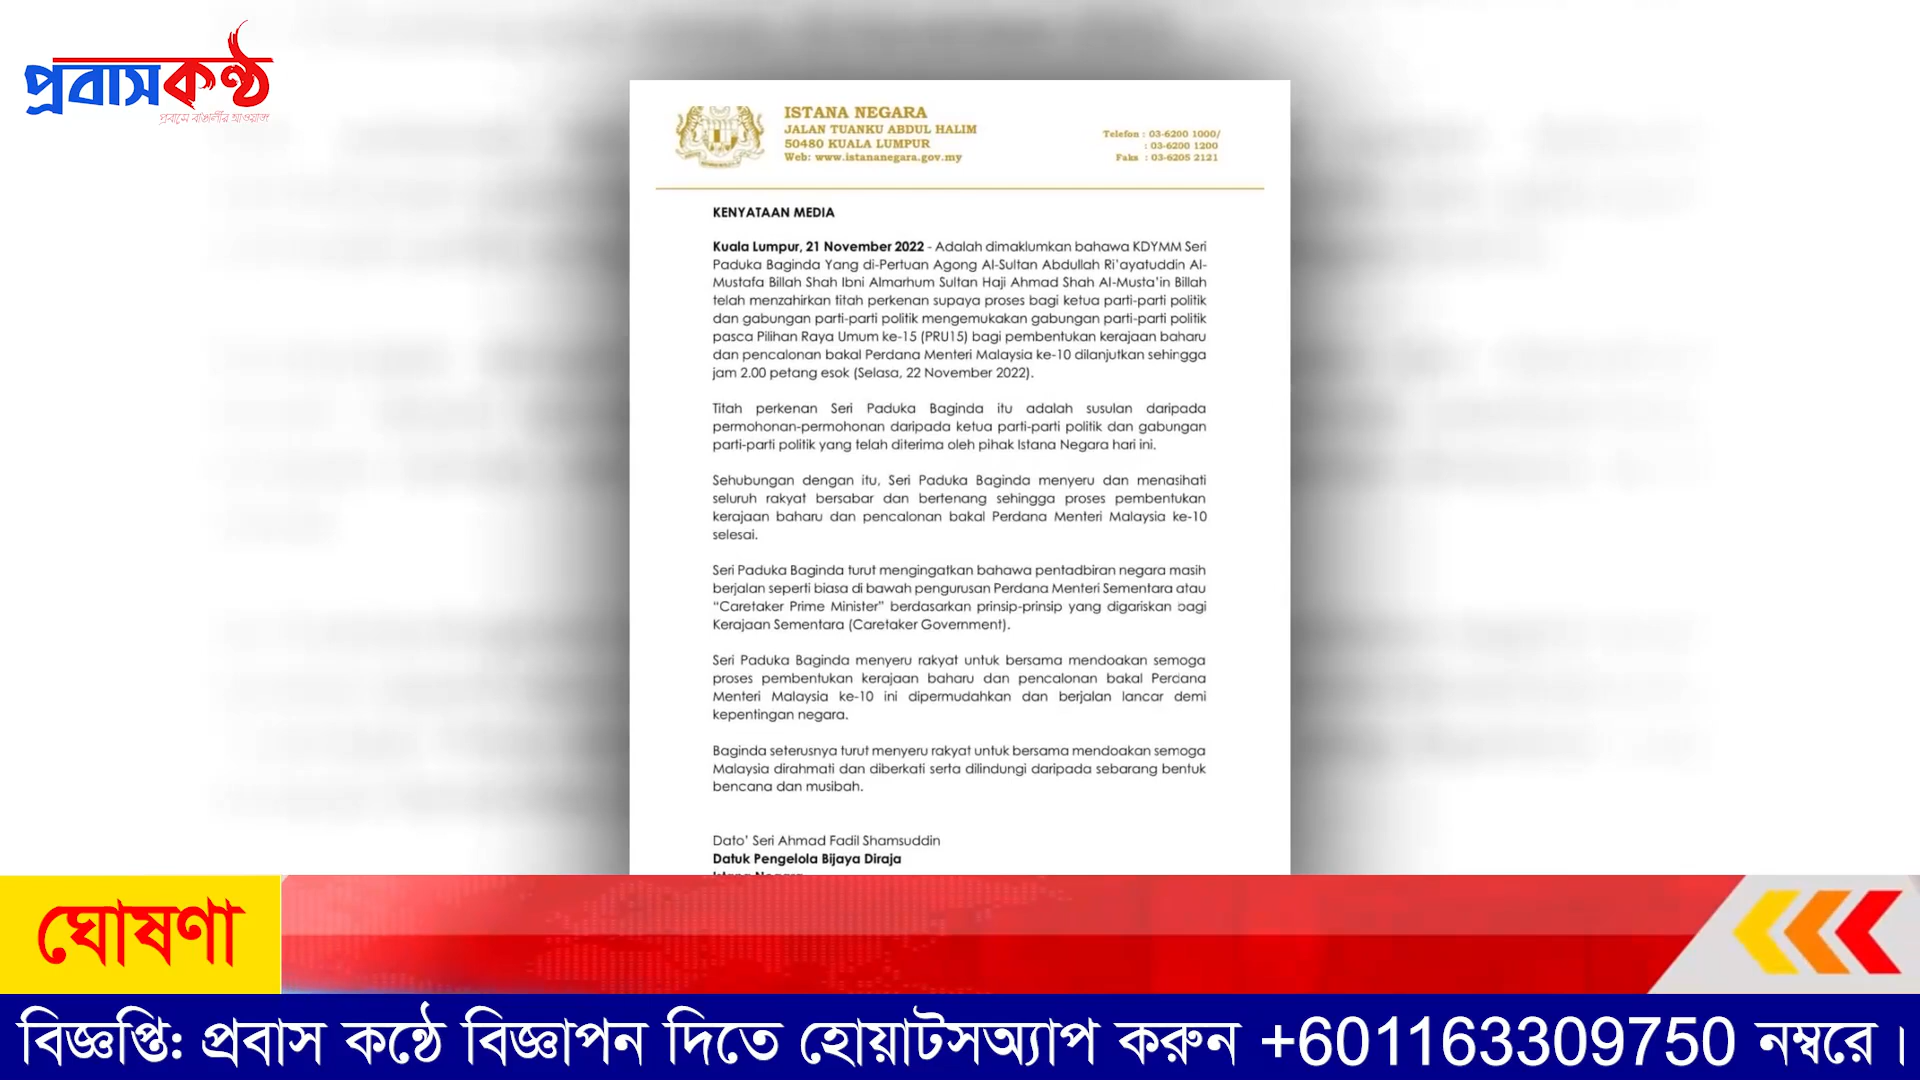 প্রবাস কণ্ঠ
প্রবাসে বাঙালীর আওয়াজ
ISTANA NEGARA
JALAN TUANKU ABDUL HALIM
50480 KUALA LUMPUR
Web: www.istananegara.gov.my
Telefon : 03-6200 1000/
: 03-6200 1200
Faks : 03-6205 2121
KENYATAAN MEDIA
Kuala Lumpur, 21 November 2022 - Adalah dimaklumkan bahawa KDYMM Seri
Paduka Baginda Yang di-Pertuan Agong Al-Sultan Abdullah Ri'ayatuddin Al-
Mustafa Billah Shah Ibni Almarhum Sultan Haji Ahmad Shah Al-Musta'in Billah
telah menzahirkan titah perkenan supaya proses bagi ketua parti-parti politik
dan gabungan parti-parti politik mengemukakan gabungan parti-parti politik
pasca Pilihan Raya Umum ke-15 (PRU15) bagi pembentukan kerajaan baharu
dan pencalonan bakal Perdana Menteri Malaysia ke-10 dilanjutkan sehingga
jam 2.00 petang esok (Selasa, 22 November 2022).
Titah perkenan Seri Paduka Baginda itu adalah susulan daripada
permohonan-permohonan daripada ketua parti-parti politik dan gabungan
parti-parti politik yang telah diterima oleh pihak Istana Negara hari ini.
Sehubungan dengan itu, Seri Paduka Baginda menyeru dan menasihati
seluruh rakyat bersabar dan bertenang sehingga proses pembentukan
kerajaan baharu dan pencalonan bakal Perdana Menteri Malaysia ke-10
selesai.
Seri Paduka Baginda turut mengingatkan bahawa pentadbiran negara masih
berjalan seperti biasa di bawah pengurusan Perdana Menteri Sementara atau
“Caretaker Prime Minister” berdasarkan prinsip-prinsip yang digariskan bagi
Kerajaan Sementara (Caretaker Government).
Seri Paduka Baginda menyeru rakyat untuk bersama mendoakan semoga
proses pembentukan kerajaan baharu dan pencalonan bakal Perdana
Menteri Malaysia ke-10 ini dipermudahkan dan berjalan lancar demi
kepentingan negara.
Baginda seterusnya turut menyeru rakyat untuk bersama mendoakan semoga
Malaysia dirahmati dan diberkati serta dilindungi daripada sebarang bentuk
bencana dan musibah.
Dato' Seri Ahmad Fadil Shamsuddin
Datuk Pengelola Bijaya Diraja
Istana Negara
ঘোষণা
বিজ্ঞপ্তি: প্রবাস কন্ঠে বিজ্ঞাপন দিতে হোয়াটসঅ্যাপ করুন +601163309750 নম্বরে।